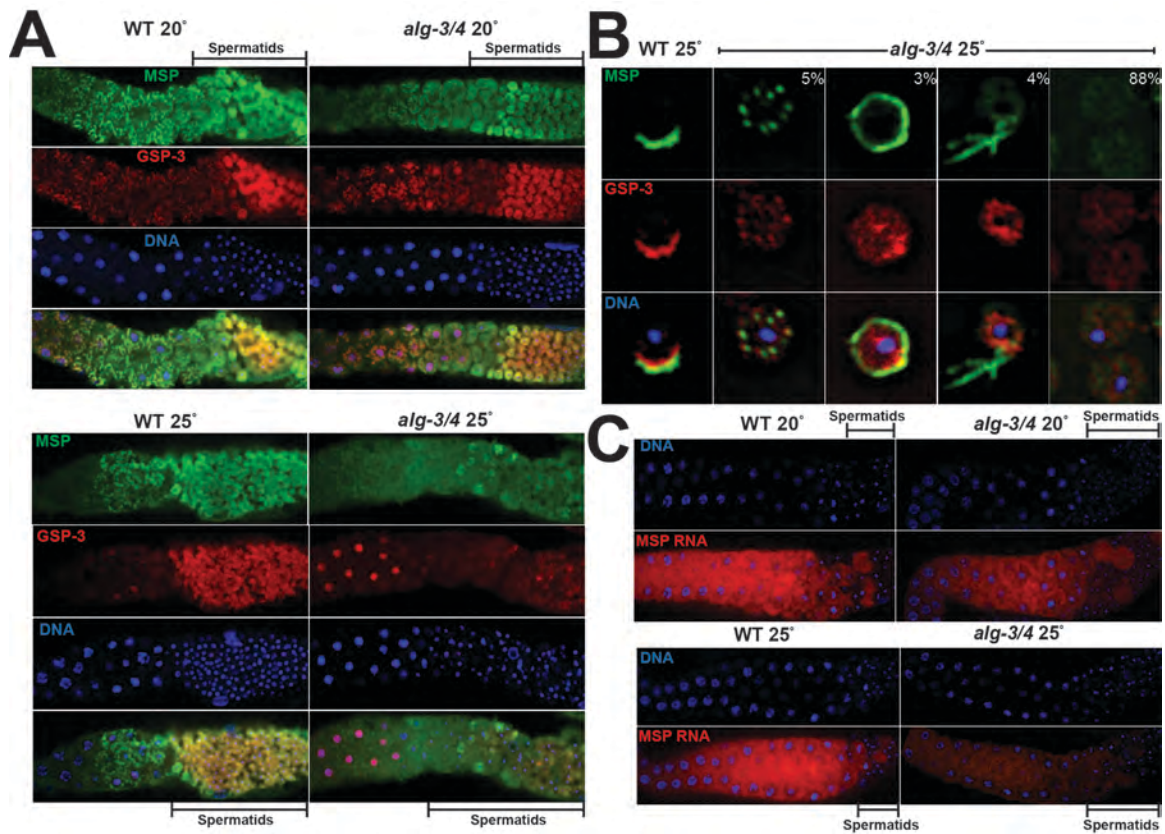 A
WT 20°
alg-3/4 20°
Spermatids
Spermatids
MSP
GSP-3
DNA
WT 25°
alg-3/4 25°
MSP
GSP-3
DNA
Spermatids
Spermatids
B
WT 25°
alg-3/4 25°
MSP
5%
3%
4%
88%
GSP-3
DNA
C
Spermatids
Spermatids
WT 20°
alg-3/4 20°
DNA
MSP RNA
WT 25°
alg-3/4 25°
DNA
MSP RNA
Spermatids
Spermatids